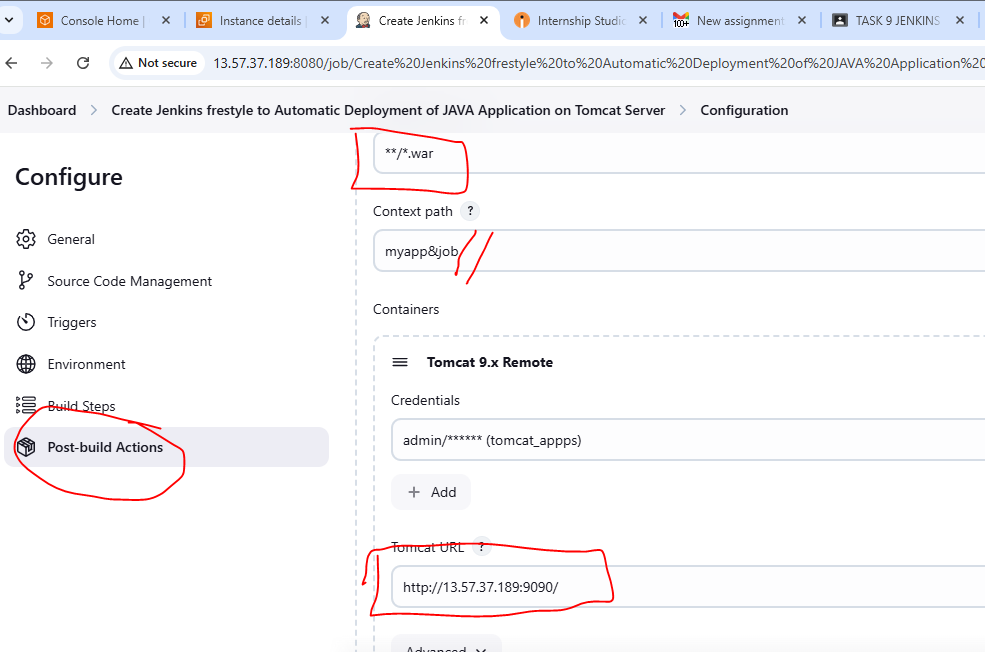 Console Home
Instance details
Create Jenkins fr
Internship Studio
New assignment
TASK 9 JENKINS
100+
Not secure
13.57.37.189:8080/job/Create%20Jenkins%20frestyle%20to%20Automatic%20Deployment%20of%20JAVA%20Application%20
Dashboard > Create Jenkins frestyle to Automatic Deployment of JAVA Application on Tomcat Server > Configuration
Configure
General
Source Code Management
Triggers
Environment
Build Steps
Post-build Actions
**/*.war
Context path ?
myapp&job
Containers
Tomcat 9.x Remote
Credentials
admin/****** (tomcat_appps)
+ Add
Tomcat URL ?
http://13.57.37.189:9090/
Advanced